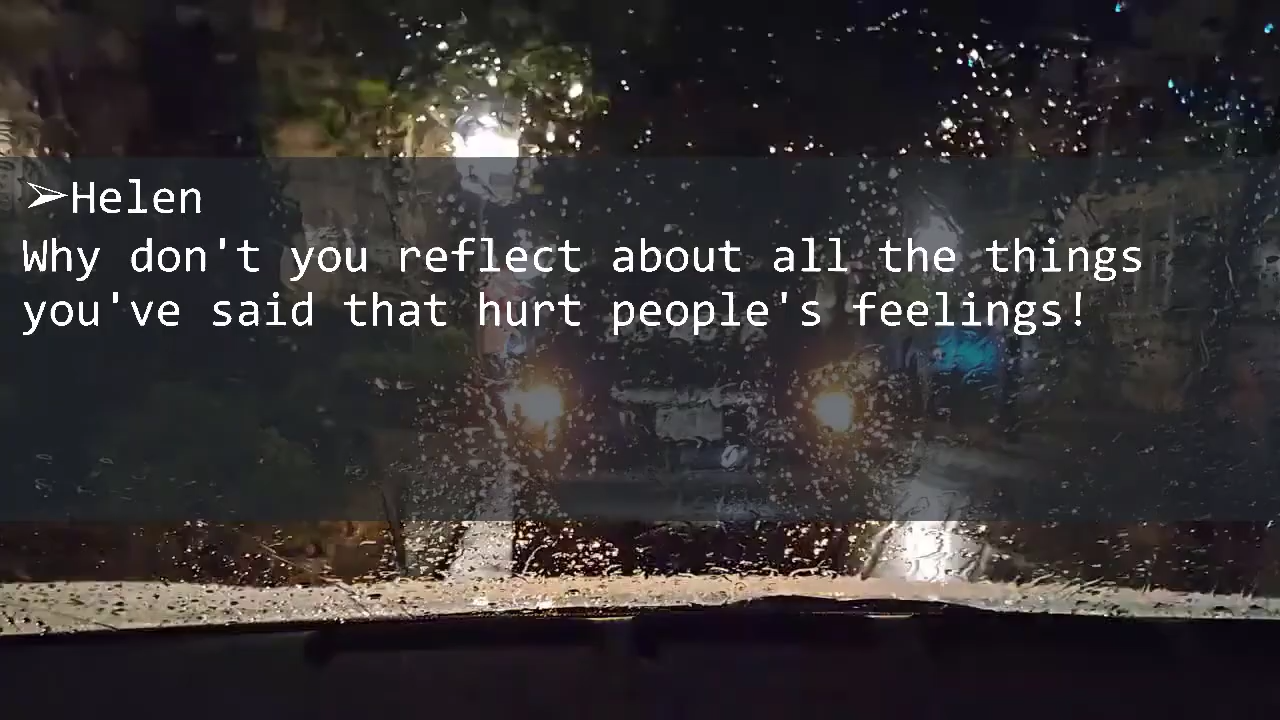 ➢Helen
Why don't you reflect about all the things
you've said that hurt people's feelings!